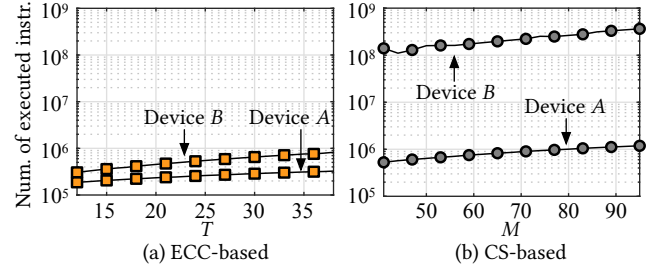 Num. of executed instr.
10⁹
10⁸
10⁷
10⁶
10⁵
Device B
Device A
15 20 25 30 35
T
(a) ECC-based
10⁹
10⁸
10⁷
10⁶
10⁵
Device B
Device A
50 60 70 80 90
M
(b) CS-based